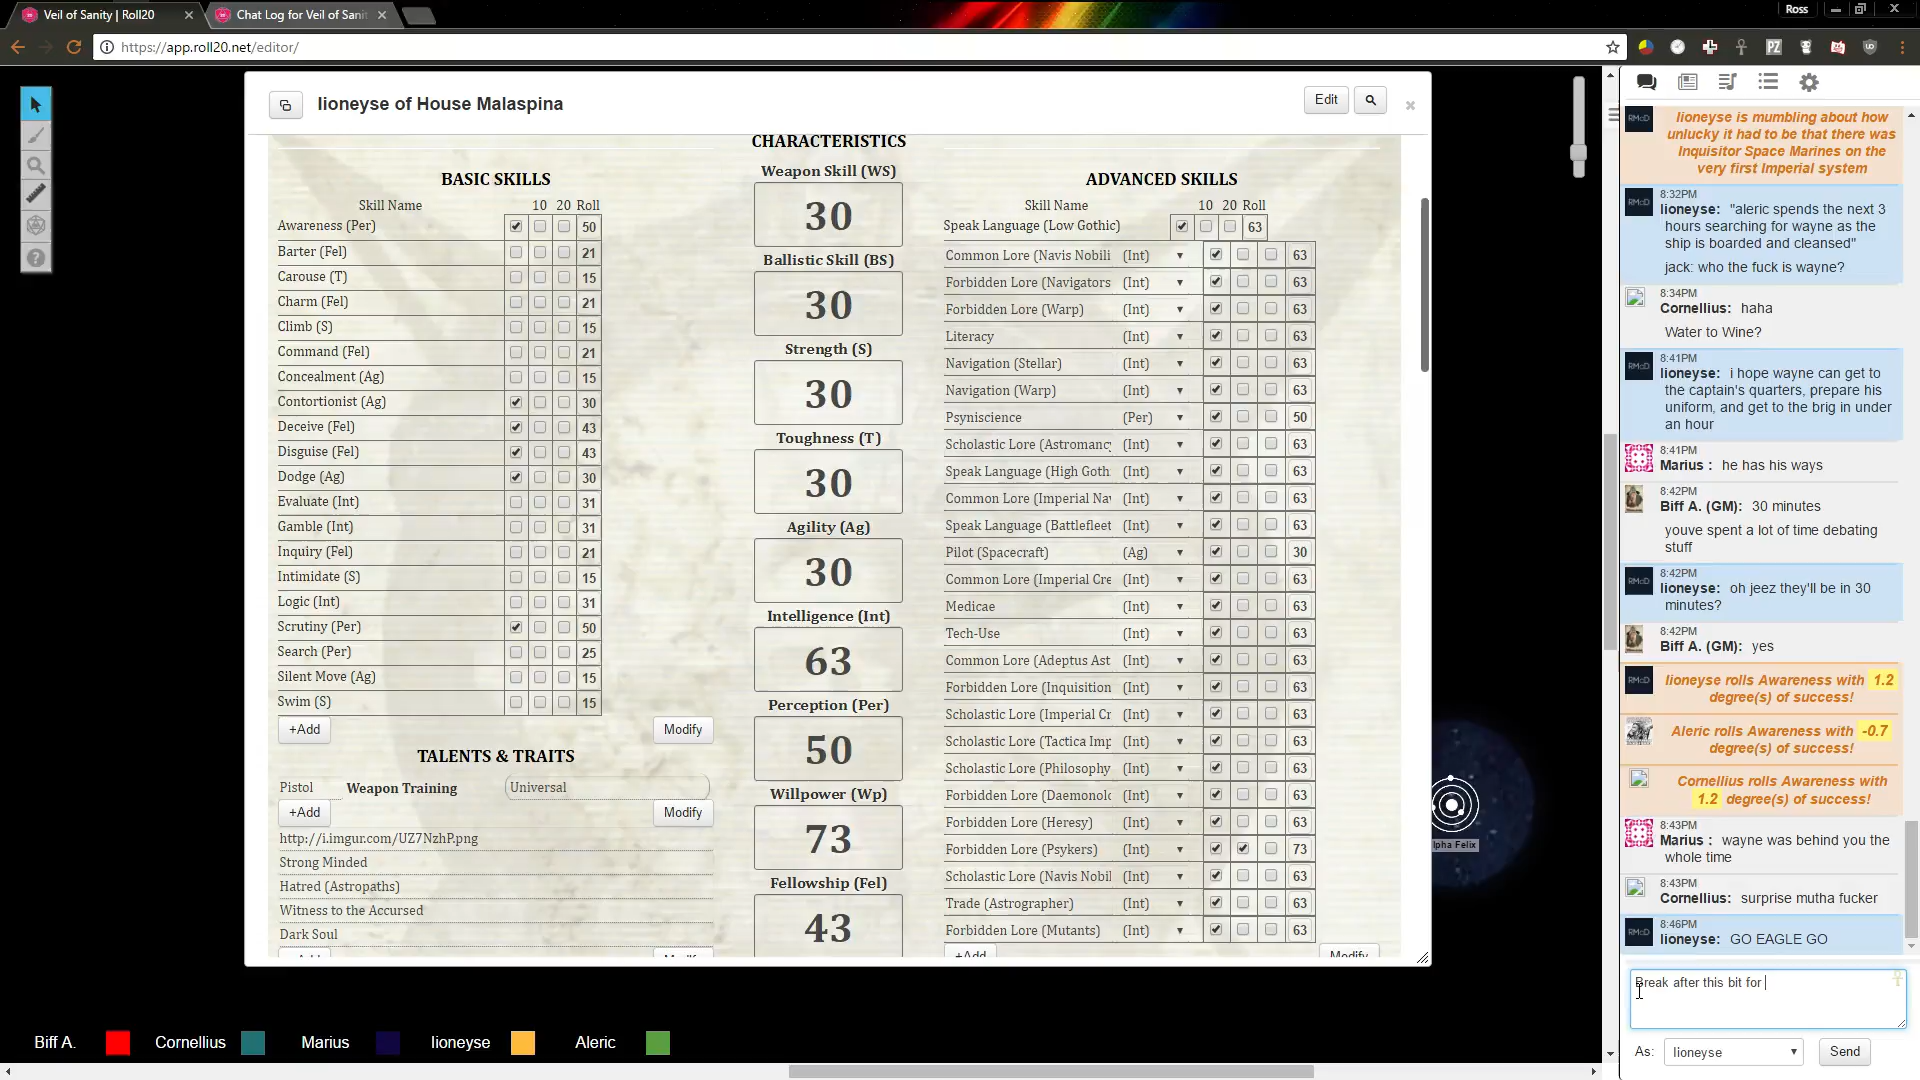 Veil of Sanity | Roll20
Chat Log for Veil of Sanit
Ross
https://app.roll20.net/editor/
lioneyse of House Malaspina
Edit
CHARACTERISTICS
BASIC SKILLS
Skill Name 10 20 Roll
Awareness (Per) 50
Barter (Fel) 21
Carouse (T) 15
Charm (Fel) 21
Climb (S) 15
Command (Fel) 21
Concealment (Ag) 15
Contortionist (Ag) 30
Deceive (Fel) 43
Disguise (Fel) 43
Dodge (Ag) 30
Evaluate (Int) 31
Gamble (Int) 31
Inquiry (Fel) 21
Intimidate (S) 15
Logic (Int) 31
Scrutiny (Per) 50
Search (Per) 25
Silent Move (Ag) 15
Swim (S) 15
+Add Modify
TALENTS & TRAITS
Pistol Weapon Training Universal
+Add Modify
http://i.imgur.com/UZ7NzhP.png
Strong Minded
Hatred (Astropaths)
Witness to the Accursed
Dark Soul
Weapon Skill (WS)
30
Ballistic Skill (BS)
30
Strength (S)
30
Toughness (T)
30
Agility (Ag)
30
Intelligence (Int)
63
Perception (Per)
50
Willpower (Wp)
73
Fellowship (Fel)
43
ADVANCED SKILLS
Skill Name 10 20 Roll
Speak Language (Low Gothic) 63
Common Lore (Navis Nobili (Int) 63
Forbidden Lore (Navigators (Int) 63
Forbidden Lore (Warp) (Int) 63
Literacy (Int) 63
Navigation (Stellar) (Int) 63
Navigation (Warp) (Int) 63
Psyniscience (Per) 50
Scholastic Lore (Astromancy (Int) 63
Speak Language (High Goth (Int) 63
Common Lore (Imperial Nav (Int) 63
Speak Language (Battlefleet (Int) 63
Pilot (Spacecraft) (Ag) 30
Common Lore (Imperial Cre (Int) 63
Medicae (Int) 63
Tech-Use (Int) 63
Common Lore (Adeptus Ast (Int) 63
Forbidden Lore (Inquisition (Int) 63
Scholastic Lore (Imperial Cr (Int) 63
Scholastic Lore (Tactica Imp (Int) 63
Scholastic Lore (Philosophy (Int) 63
Forbidden Lore (Daemonolo (Int) 63
Forbidden Lore (Heresy) (Int) 63
Forbidden Lore (Psykers) (Int) 73
Scholastic Lore (Navis Nobil (Int) 63
Trade (Astrographer) (Int) 63
Forbidden Lore (Mutants) (Int) 63
+Add Modify
lpha Felix
Biff A. Cornellius Marius lioneyse Aleric
RMcD
lioneyse is mumbling about how
unlucky it had to be that there was
Inquisitor Space Marines on the
very first Imperial system
RMcD
8:32PM
lioneyse: "aleric spends the next 3
hours searching for wayne as the
ship is boarded and cleansed"
jack: who the fuck is wayne?
8:34PM
Cornellius: haha
Water to Wine?
RMcD
8:41PM
lioneyse: i hope wayne can get to
the captain's quarters, prepare his
uniform, and get to the brig in under
an hour
8:41PM
Marius : he has his ways
8:42PM
Biff A. (GM): 30 minutes
youve spent a lot of time debating
stuff
RMcD
8:42PM
lioneyse: oh jeez they'll be in 30
minutes?
8:42PM
Biff A. (GM): yes
RMcD
lioneyse rolls Awareness with 1.2
degree(s) of success!
Aleric rolls Awareness with -0.7
degree(s) of success!
Cornellius rolls Awareness with
1.2 degree(s) of success!
8:43PM
Marius : wayne was behind you the
whole time
8:43PM
Cornellius: surprise mutha fucker
RMcD
8:46PM
lioneyse: GO EAGLE GO
Break after this bit for
As: lioneyse Send